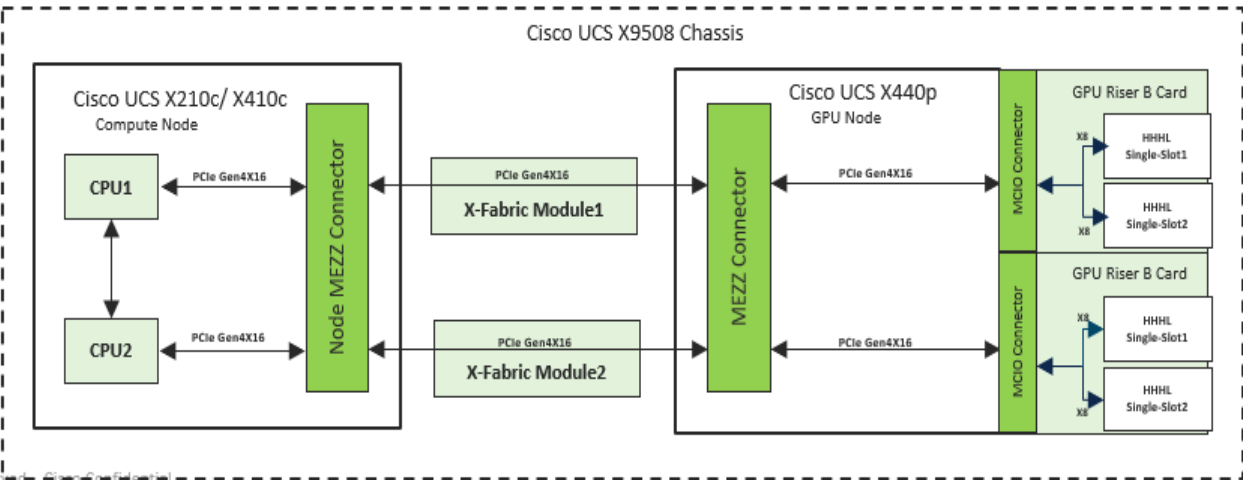 Cisco UCS X9508 Chassis
Cisco UCS X210c/ X410c
Compute Node
CPU1
PCIe Gen4X16
CPU2
PCIe Gen4X16
Node MEZZ Connector
PCIe Gen4X16
X-Fabric Module1
PCIe Gen4X16
X-Fabric Module2
Cisco UCS X440p
GPU Node
MEZZ Connector
PCIe Gen4X16
PCIe Gen4X16
MCIO Connector
GPU Riser B Card
X8
HHHL
Single-Slot1
HHHL
Single-Slot2
X8
MCIO Connector
GPU Riser B Card
X8
HHHL
Single-Slot1
HHHL
Single-Slot2
X8
Cisco Confidential